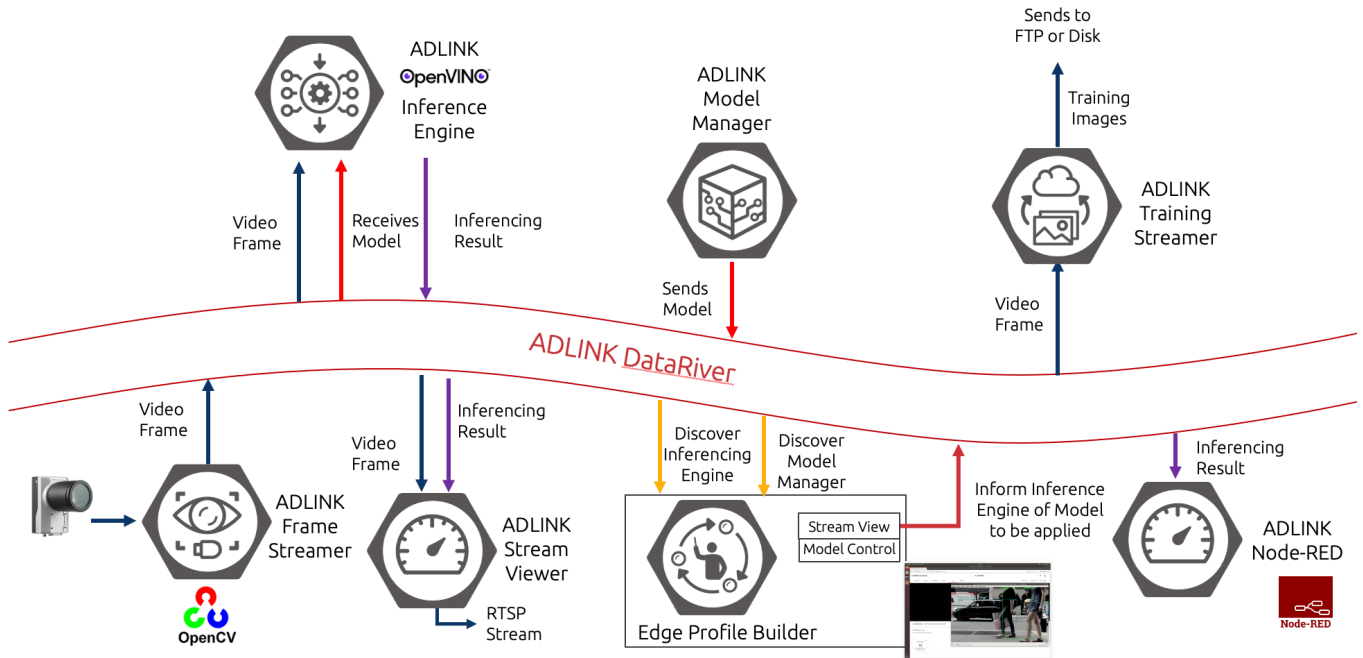 ADLINK
OpenVINO
Inference
Engine
Video
Frame
Receives
Model
Inferencing
Result
ADLINK
Model
Manager
Sends
Model
Sends to
FTP or Disk
Training
Images
ADLINK
Training
Streamer
Video
Frame
ADLINK DataRiver
Video
Frame
ADLINK
Frame
Streamer
OpenCV
Video
Frame
Inferencing
Result
ADLINK
Stream
Viewer
RTSP
Stream
Discover
Inferencing
Engine
Discover
Model
Manager
Stream View
Model Control
Edge Profile Builder
Inform Inference
Engine of Model
to be applied
Inferencing
Result
ADLINK
Node-RED
Node-RED